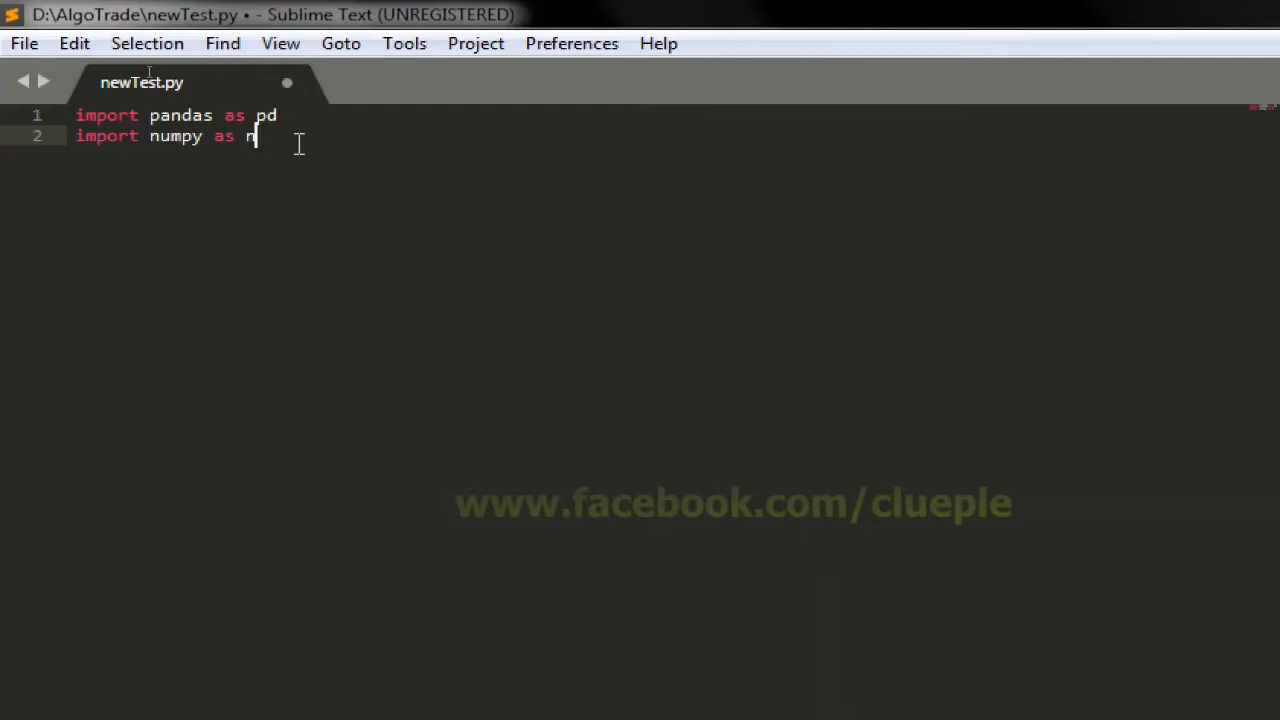 D:\AlgoTrade\newTest.py • - Sublime Text (UNREGISTERED)
File Edit Selection Find View Goto Tools Project Preferences Help
newTest.py
1 import pandas as pd
2 import numpy as n
www.facebook.com/clueple